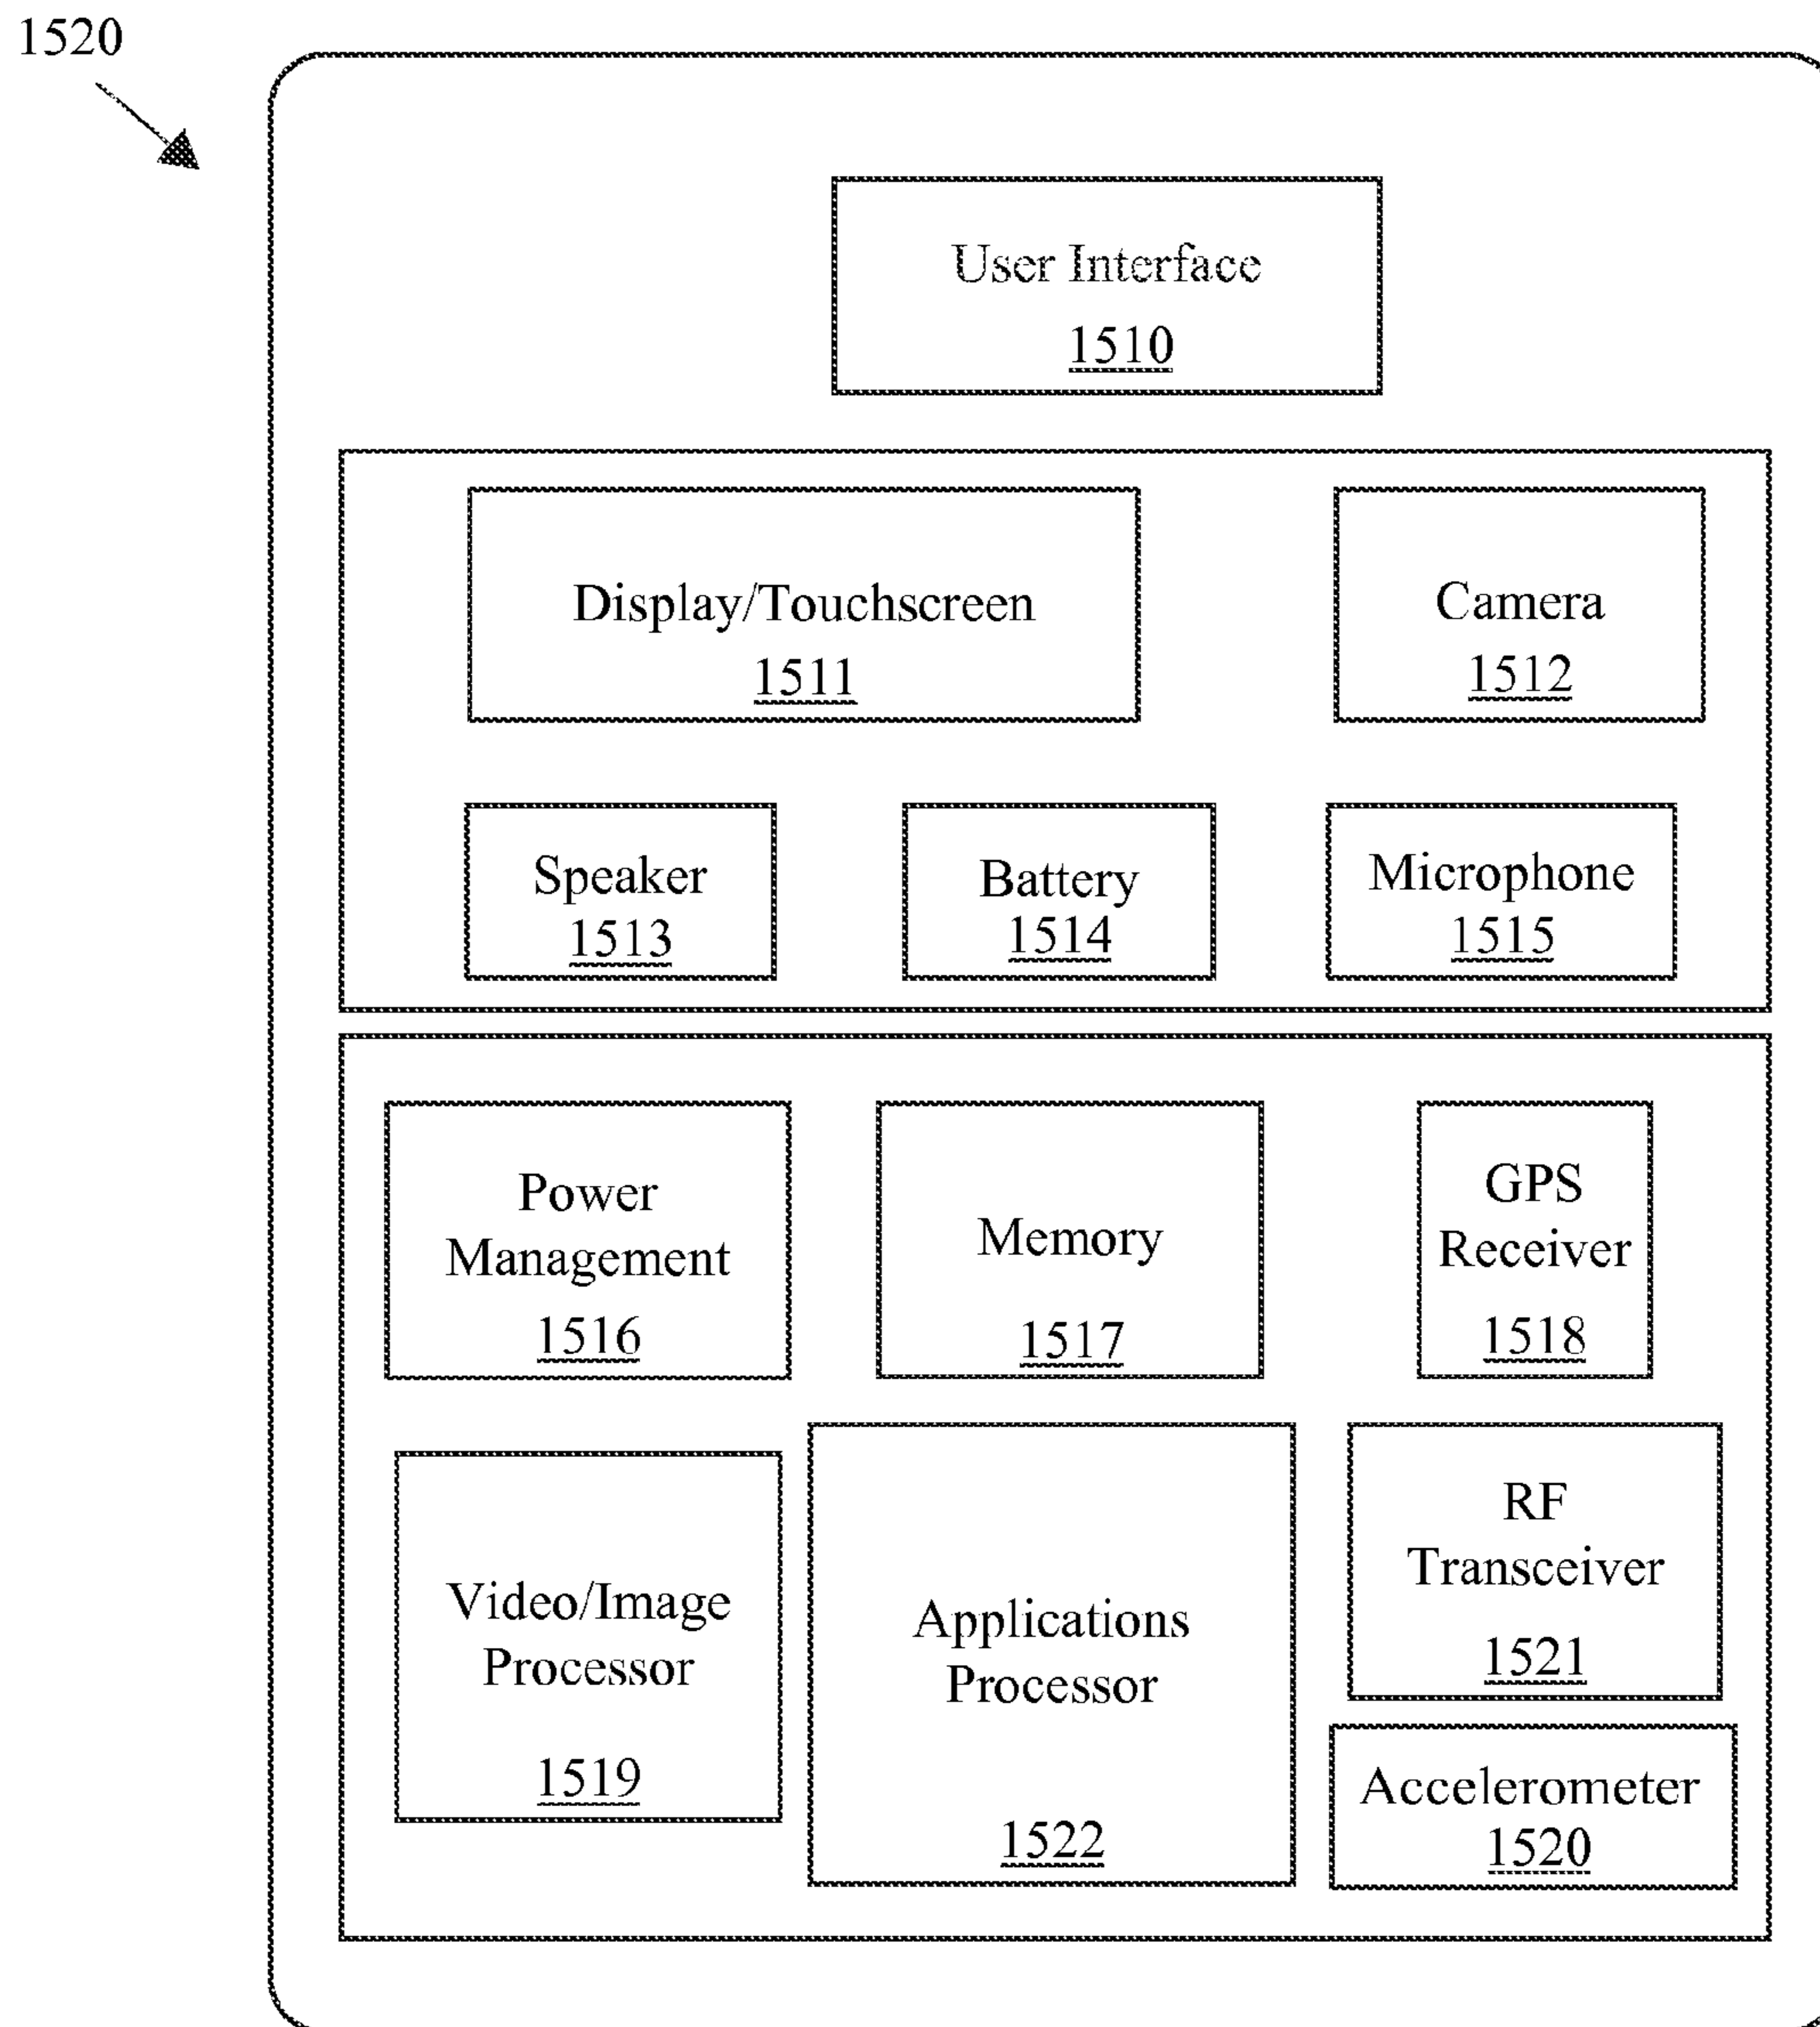 1520
User Interface
1510
Display/Touchscreen
1511
Camera
1512
Speaker
1513
Battery
1514
Microphone
1515
Power
Management
1516
Memory
1517
GPS
Receiver
1518
Video/Image
Processor
1519
Applications
Processor
1522
RF
Transceiver
1521
Accelerometer
1520